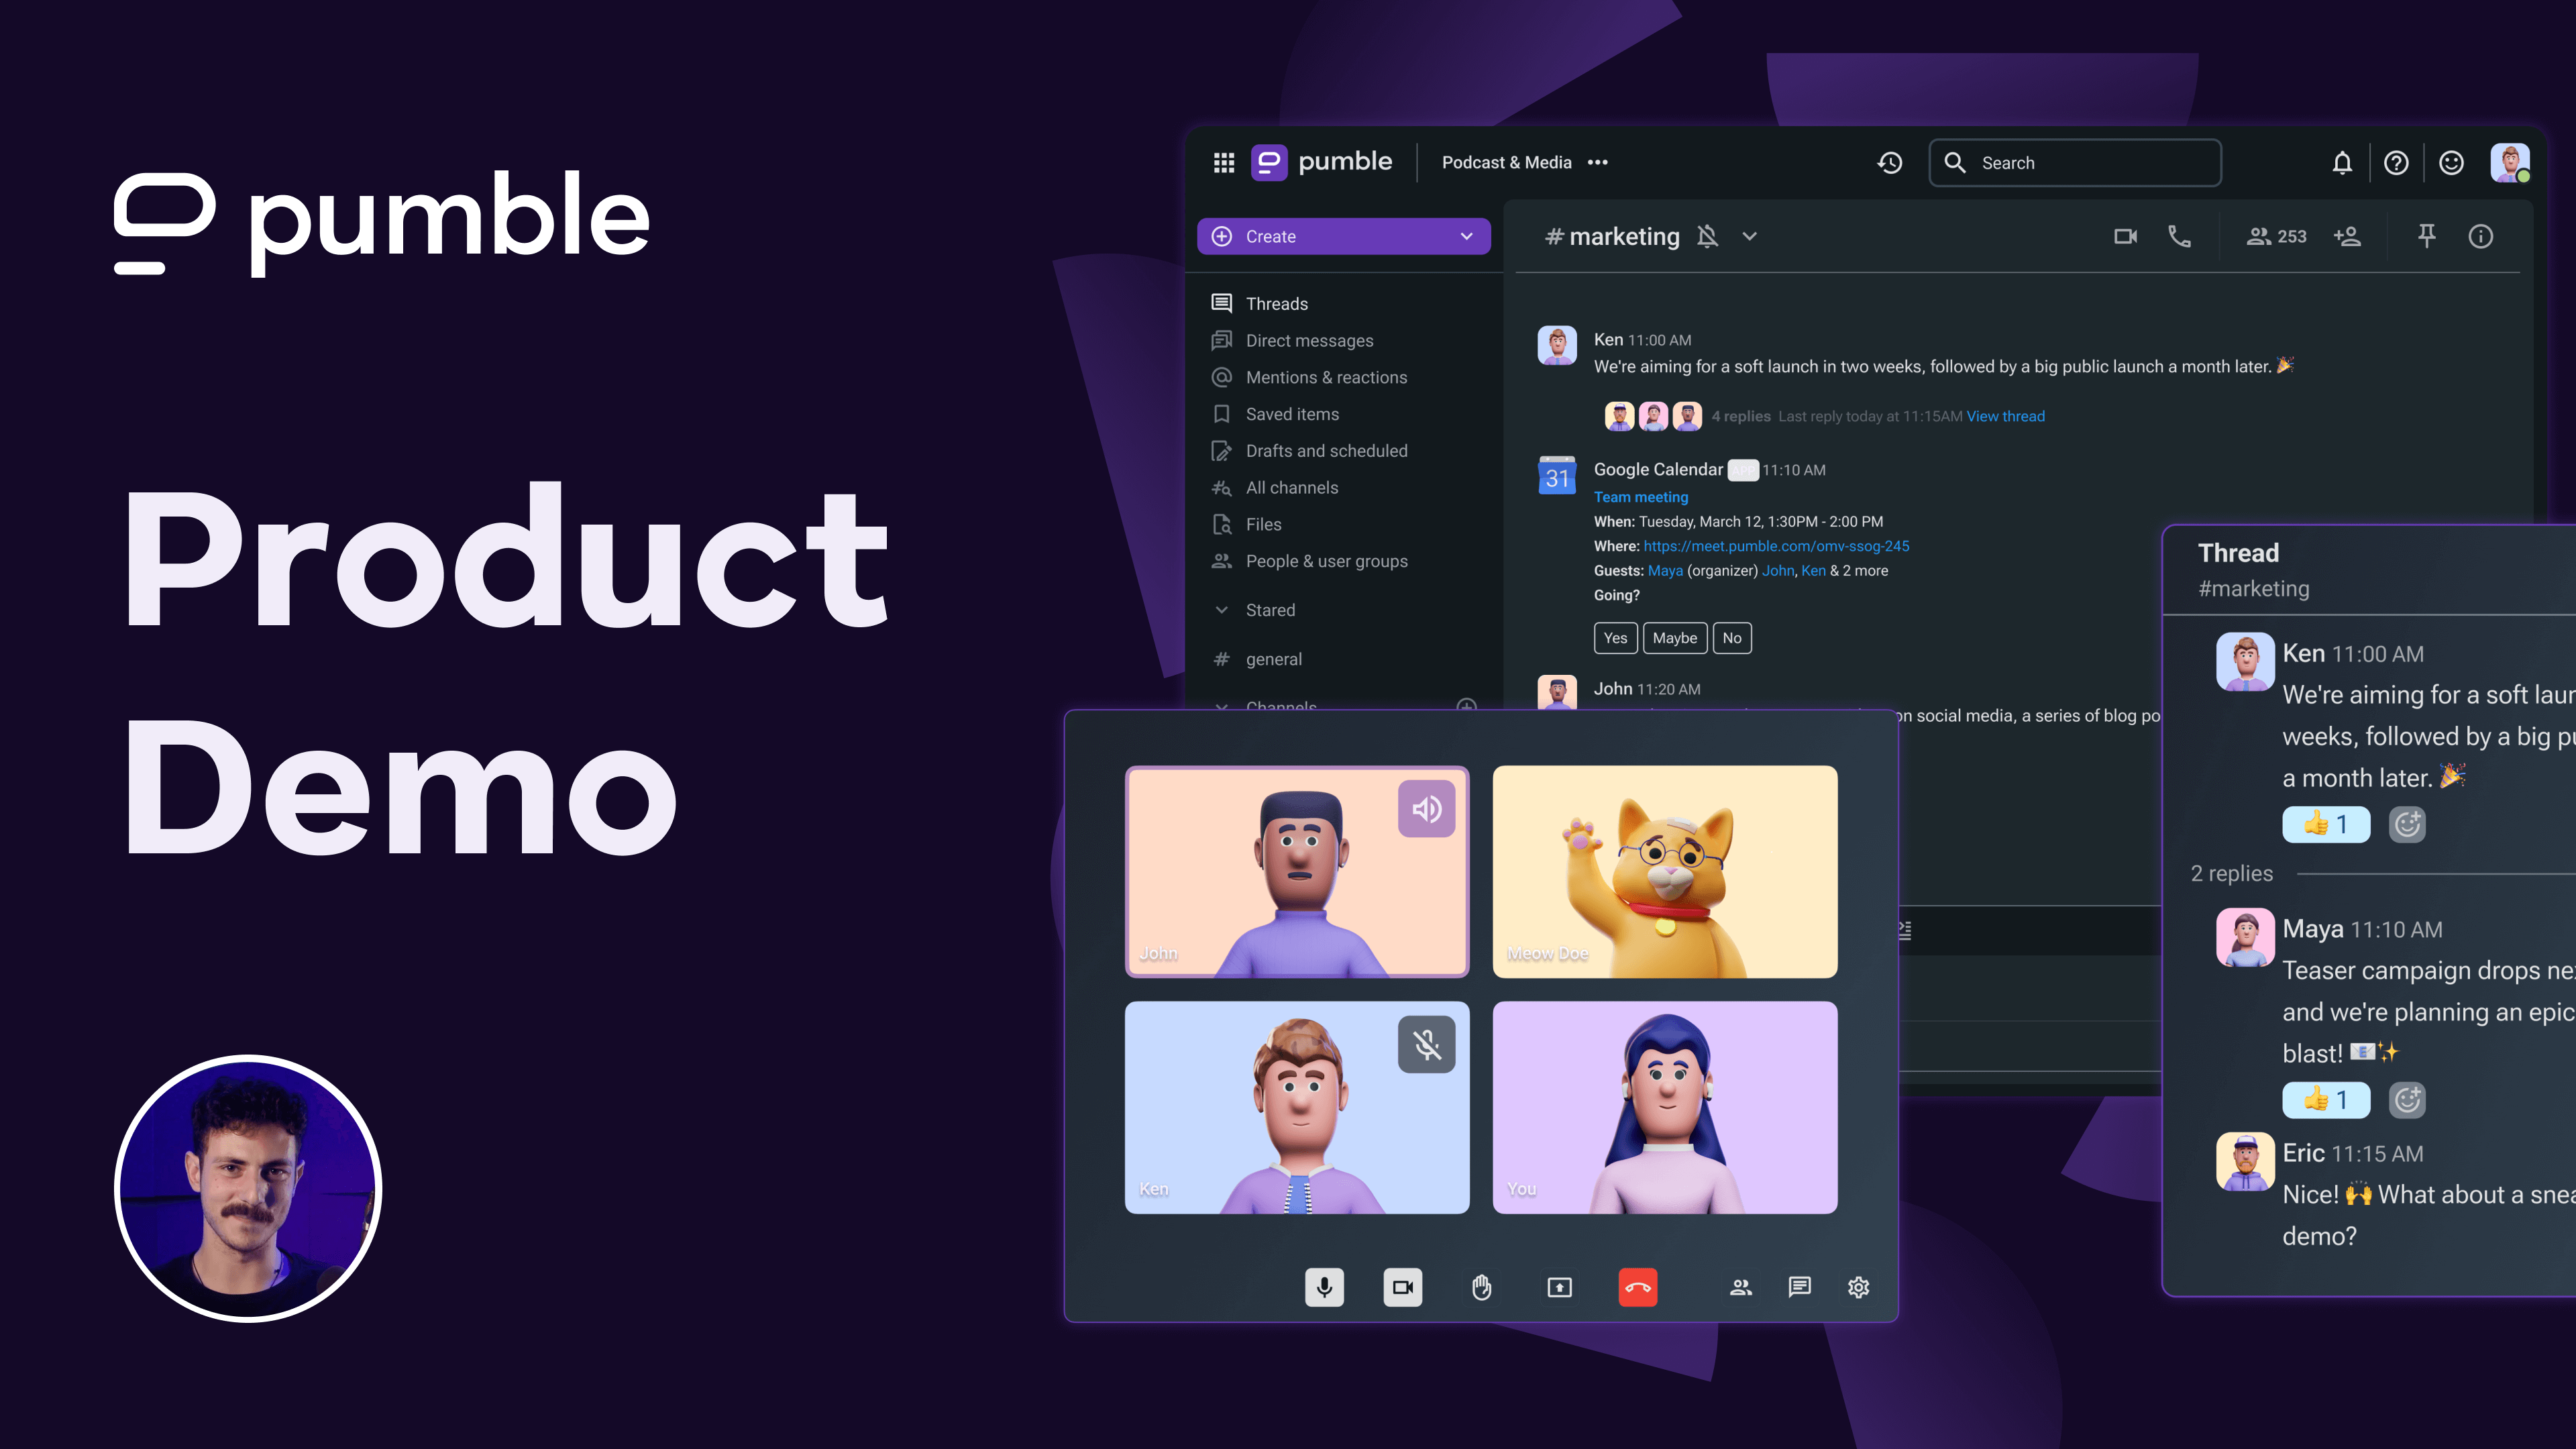 pumble
Product
Demo
pumble
Podcast & Media
Search
Create
Threads
Direct messages
Mentions & reactions
Saved items
Drafts and scheduled
All channels
Files
People & user groups
Stared
# general
Channels
# marketing
253
Ken 11:00 AM
We're aiming for a soft launch in two weeks, followed by a big public launch a month later. 🎉
4 replies Last reply today at 11:15AM View thread
31
Google Calendar APP 11:10 AM
Team meeting
When: Tuesday, March 12, 1:30PM - 2:00 PM
Where: https://meet.pumble.com/omv-ssog-245
Guests: Maya (organizer) John, Ken & 2 more
Going?
Yes Maybe No
John 11:20 AM
on social media, a series of blog po
John
Meow Doe
Ken
You
Thread
#marketing
Ken 11:00 AM
We're aiming for a soft laun
weeks, followed by a big pu
a month later. 🎉
👍 1
2 replies
Maya 11:10 AM
Teaser campaign drops nex
and we're planning an epic
blast! 📧✨
👍 1
Eric 11:15 AM
Nice! 🙌 What about a snea
demo?